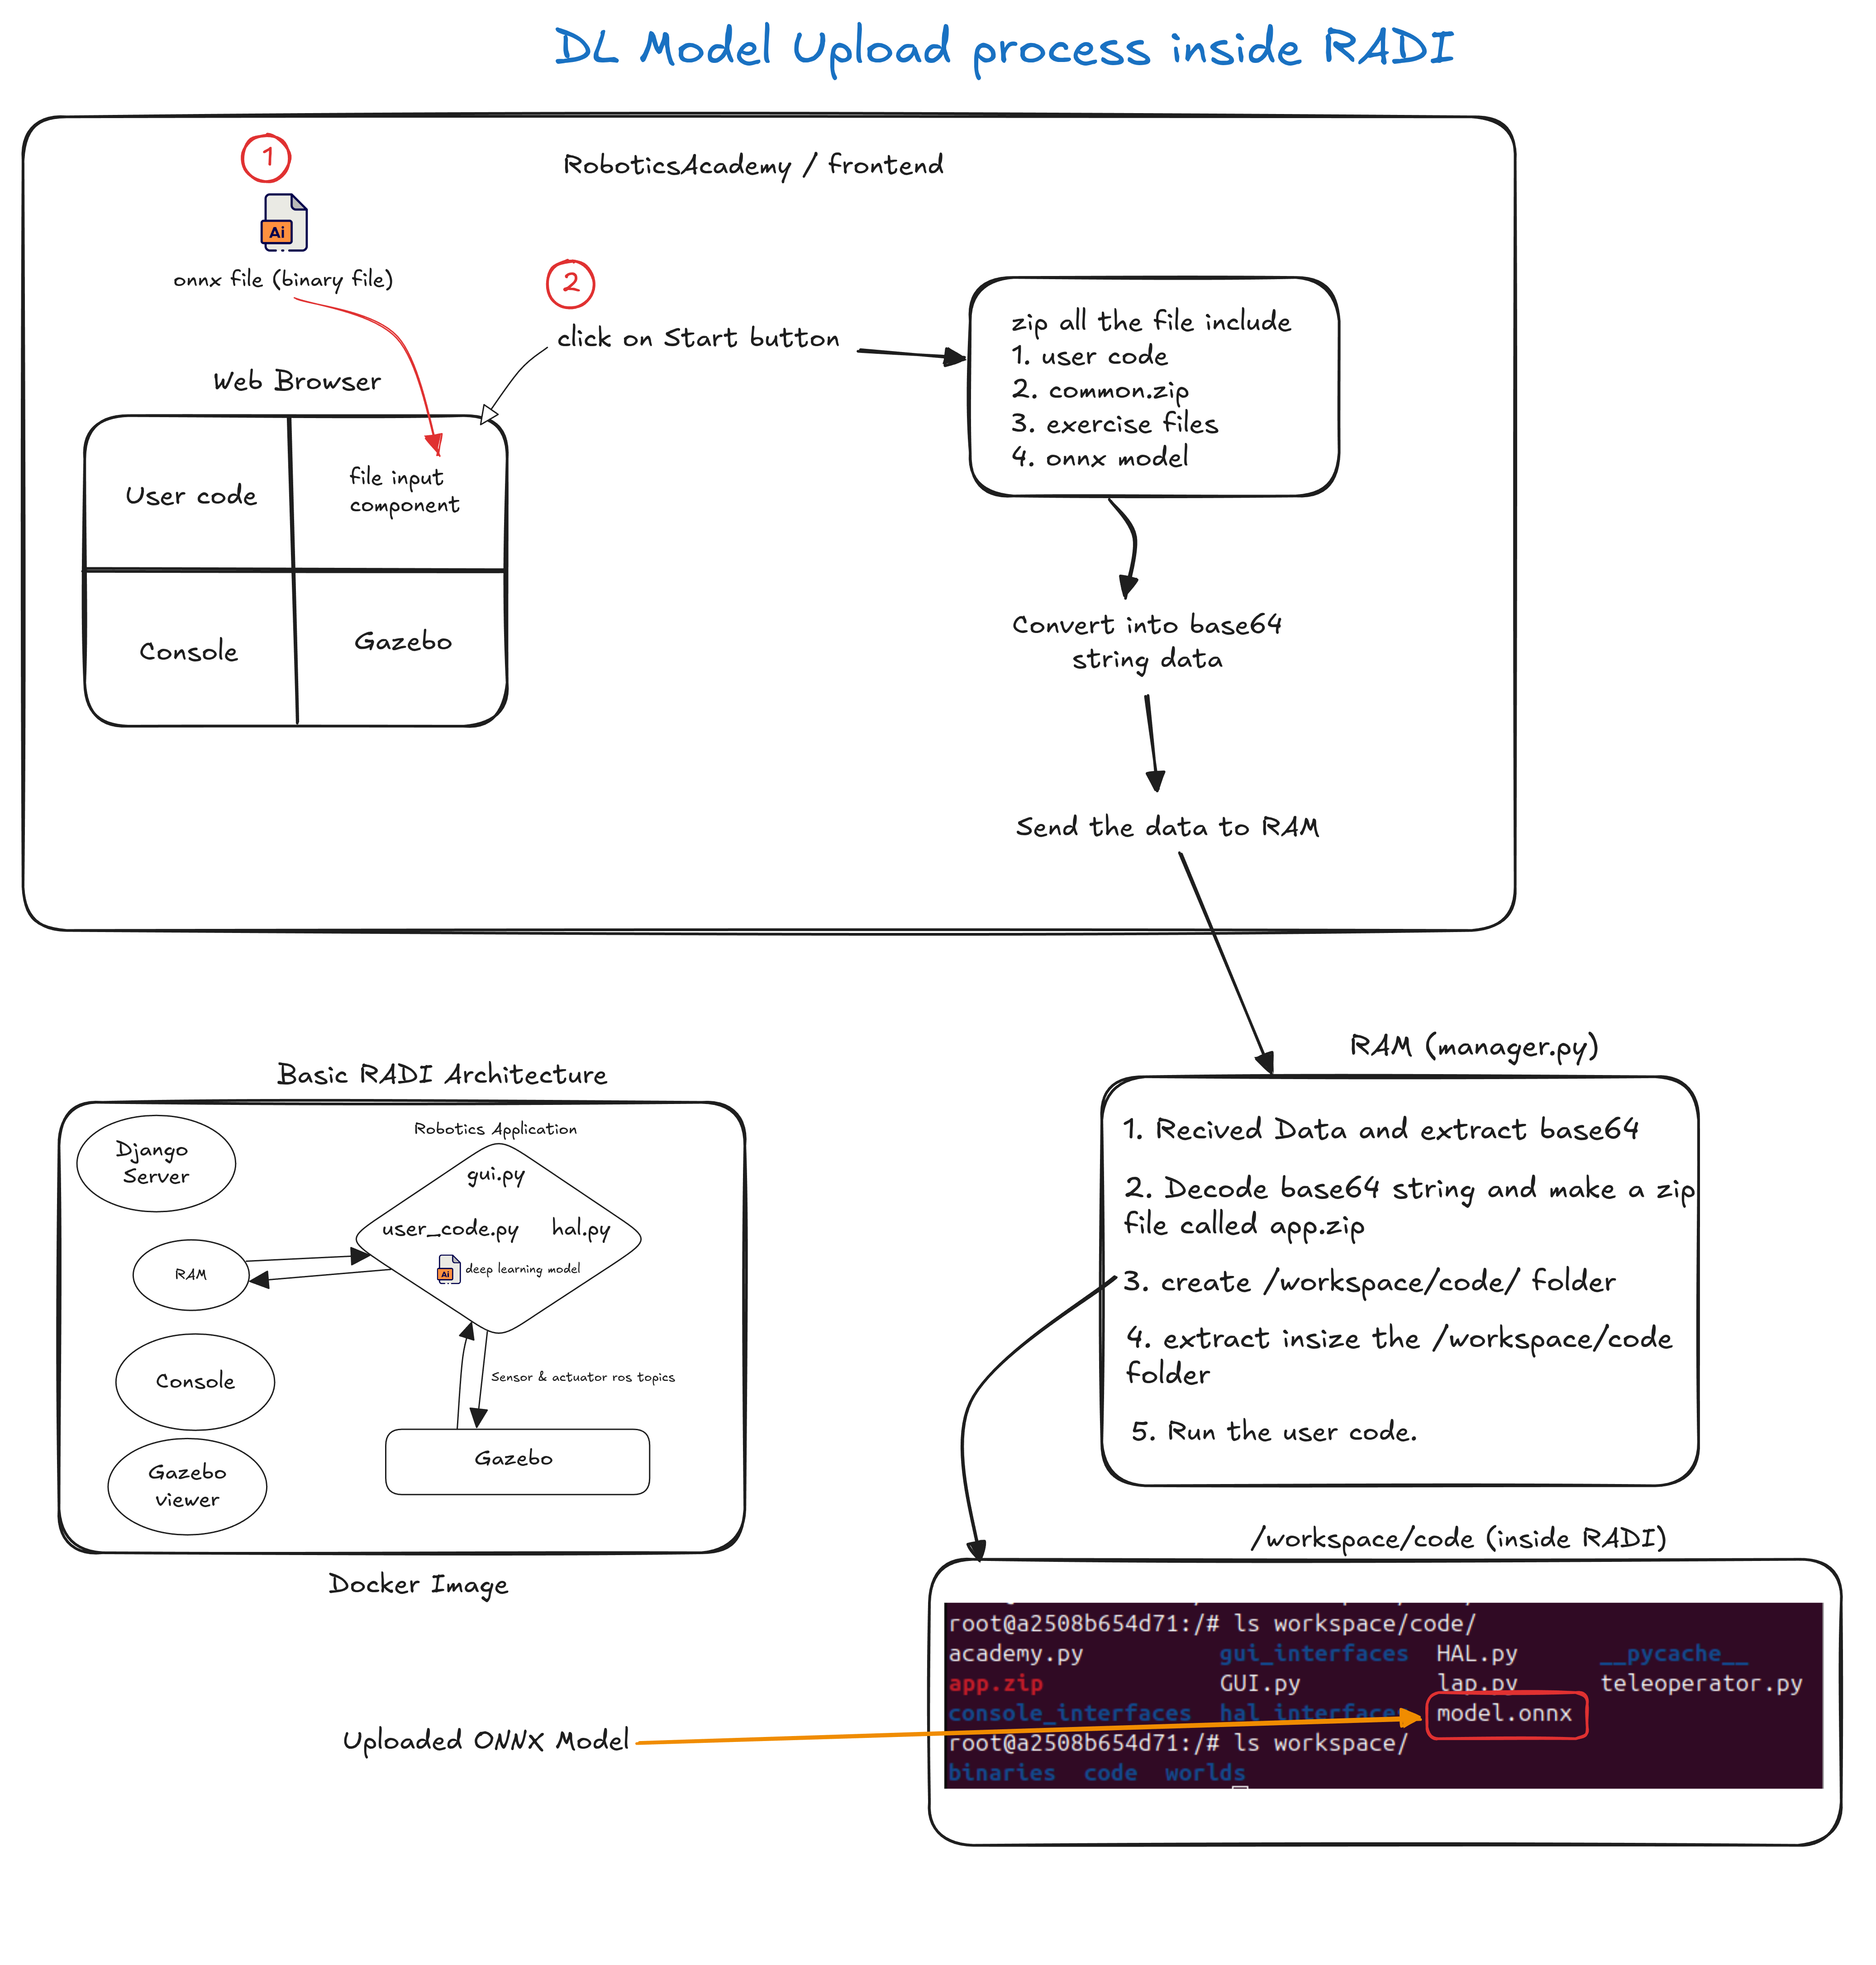 DL Model Upload process inside RADI
RoboticsAcademy / frontend
1
Ai
onnx file (binary file)
2
click on Start button
Web Browser
User code
file input
component
Console
Gazebo
zip all the file include
1. user code
2. common.zip
3. exercise files
4. onnx model
Convert into base64
string data
Send the data to RAM
RAM (manager.py)
1. Recived Data and extract base64
2. Decode base64 string and make a zip
file called app.zip
3. create /workspace/code/ folder
4. extract insize the /workspace/code
folder
5. Run the user code.
Basic RADI Architecture
Django
Server
RAM
Console
Gazebo
viewer
Robotics Application
gui.py
user_code.py hal.py
Ai
deep learning model
Sensor & actuator ros topics
Gazebo
Docker Image
/workspace/code (inside RADI)
root@a2508b654d71:/# ls workspace/code/
academy.py gui_interfaces HAL.py __pycache__
app.zip GUI.py lap.py teleoperator.py
console_interfaces hal_interfaces model.onnx
root@a2508b654d71:/# ls workspace/
binaries code worlds
Uploaded ONNX Model